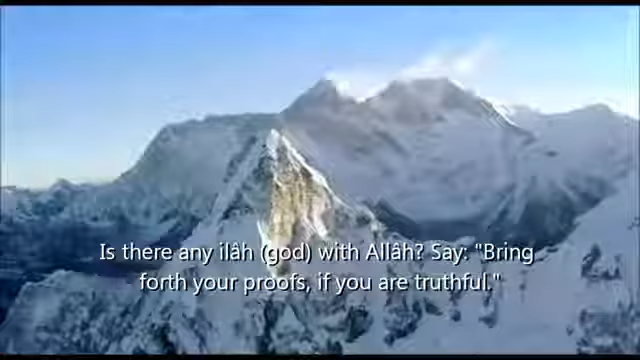 Is there any ilâh (god) with Allâh? Say: "Bring
forth your proofs, if you are truthful."